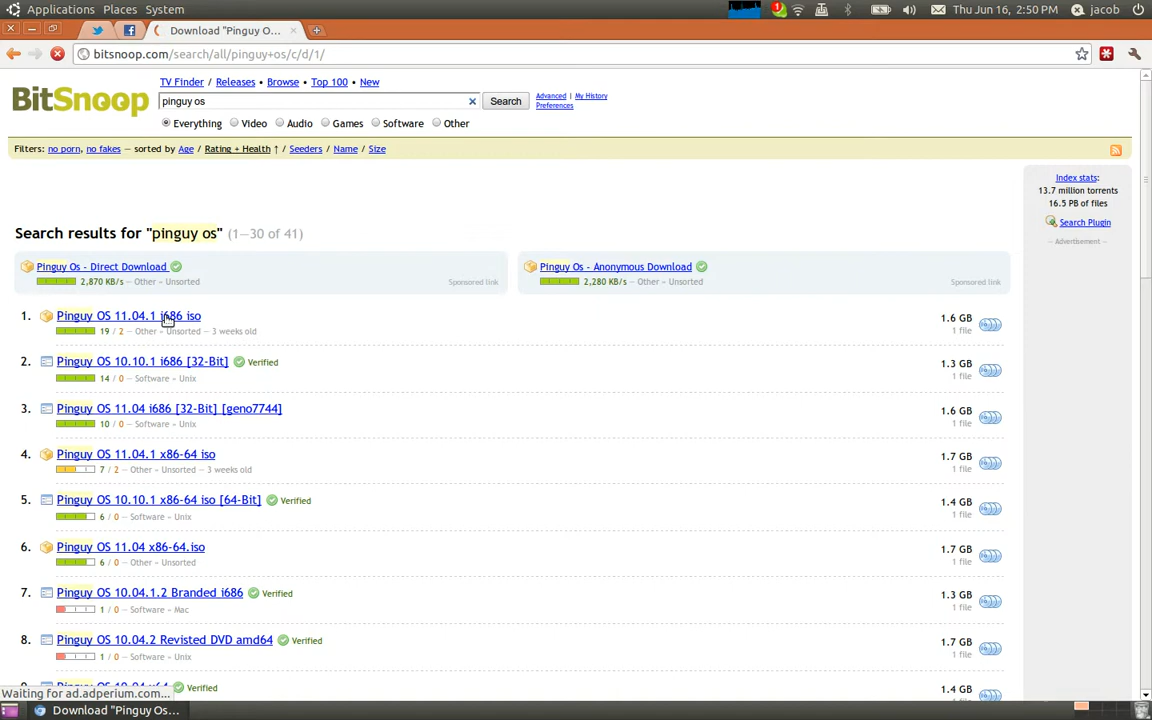 Applications Places System Thu Jun 16, 2:50 PM jacob
Download "Pinguy O...
bitsnoop.com/search/all/pinguy+os/c/d/1/
BitSnoop
TV Finder / Releases • Browse • Top 100 • New
pinguy os Search
Advanced | My History
Preferences
Everything Video Audio Games Software Other
Filters: no porn, no fakes — sorted by Age / Rating + Health ↑ / Seeders / Name / Size
Index stats:
13.7 million torrents
16.5 PB of files
Search Plugin
— Advertisement —
Search results for "pinguy os" (1—30 of 41)
Pinguy Os - Direct Download
2,870 KB/s — Other » Unsorted Sponsored link
Pinguy Os - Anonymous Download
2,280 KB/s — Other » Unsorted Sponsored link
1. Pinguy OS 11.04.1 i686 iso 1.6 GB
19 / 2 — Other » Unsorted — 3 weeks old 1 file
2. Pinguy OS 10.10.1 i686 [32-Bit] Verified 1.3 GB
14 / 0 — Software » Unix 1 file
3. Pinguy OS 11.04 i686 [32-Bit] [geno7744] 1.6 GB
10 / 0 — Software » Unix 1 file
4. Pinguy OS 11.04.1 x86-64 iso 1.7 GB
7 / 2 — Other » Unsorted — 3 weeks old 1 file
5. Pinguy OS 10.10.1 x86-64 iso [64-Bit] Verified 1.4 GB
6 / 0 — Software » Unix 1 file
6. Pinguy OS 11.04 x86-64.iso 1.7 GB
6 / 0 — Other » Unsorted 1 file
7. Pinguy OS 10.04.1.2 Branded i686 Verified 1.3 GB
1 / 0 — Software » Mac 1 file
8. Pinguy OS 10.04.2 Revisted DVD amd64 Verified 1.7 GB
1 / 0 — Software » Unix 1 file
Pinguy OS 10.04 x64 Verified 1.4 GB
Waiting for ad.adperium.com...
Download "Pinguy Os...